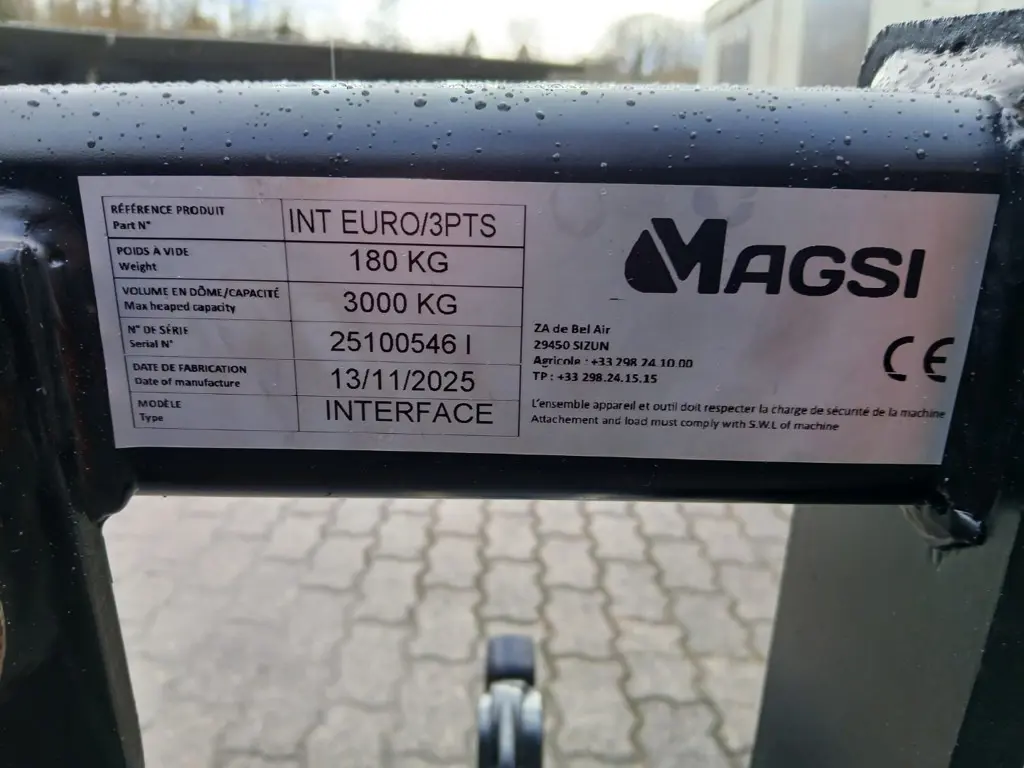 RÉFÉRENCE PRODUIT
Part N°
INT EURO/3PTS
POIDS À VIDE
Weight
180 KG
VOLUME EN DÔME/CAPACITÉ
Max heaped capacity
3000 KG
N° DE SÉRIE
Serial N°
25100546 I
DATE DE FABRICATION
Date of manufacture
13/11/2025
MODÈLE
Type
INTERFACE
MAGSI
ZA de Bel Air
29450 SIZUN
Agricole : +33 298.24.10.00
TP : +33 298.24.15.15
CE
L'ensemble appareil et outil doit respecter la charge de sécurité de la machine
Attachement and load must comply with S.W.L of machine